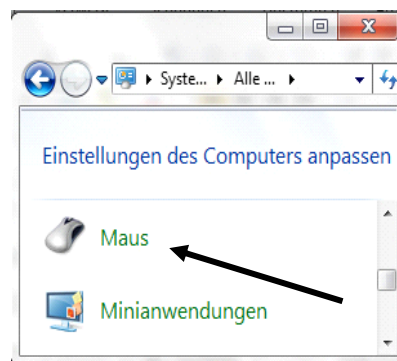 Syste... Alle ...
Einstellungen des Computers anpassen
Maus
Minianwendungen